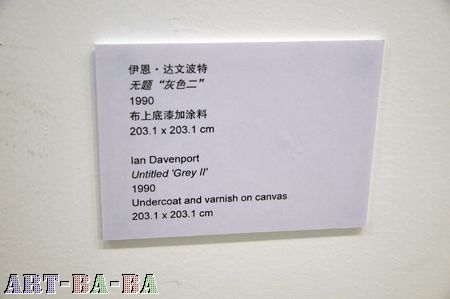 伊恩·达文波特
无题“灰色二”
1990
布上底漆加涂料
203.1 x 203.1 cm
Ian Davenport
Untitled 'Grey II'
1990
Undercoat and varnish on canvas
203.1 x 203.1 cm
ART-BA-BA